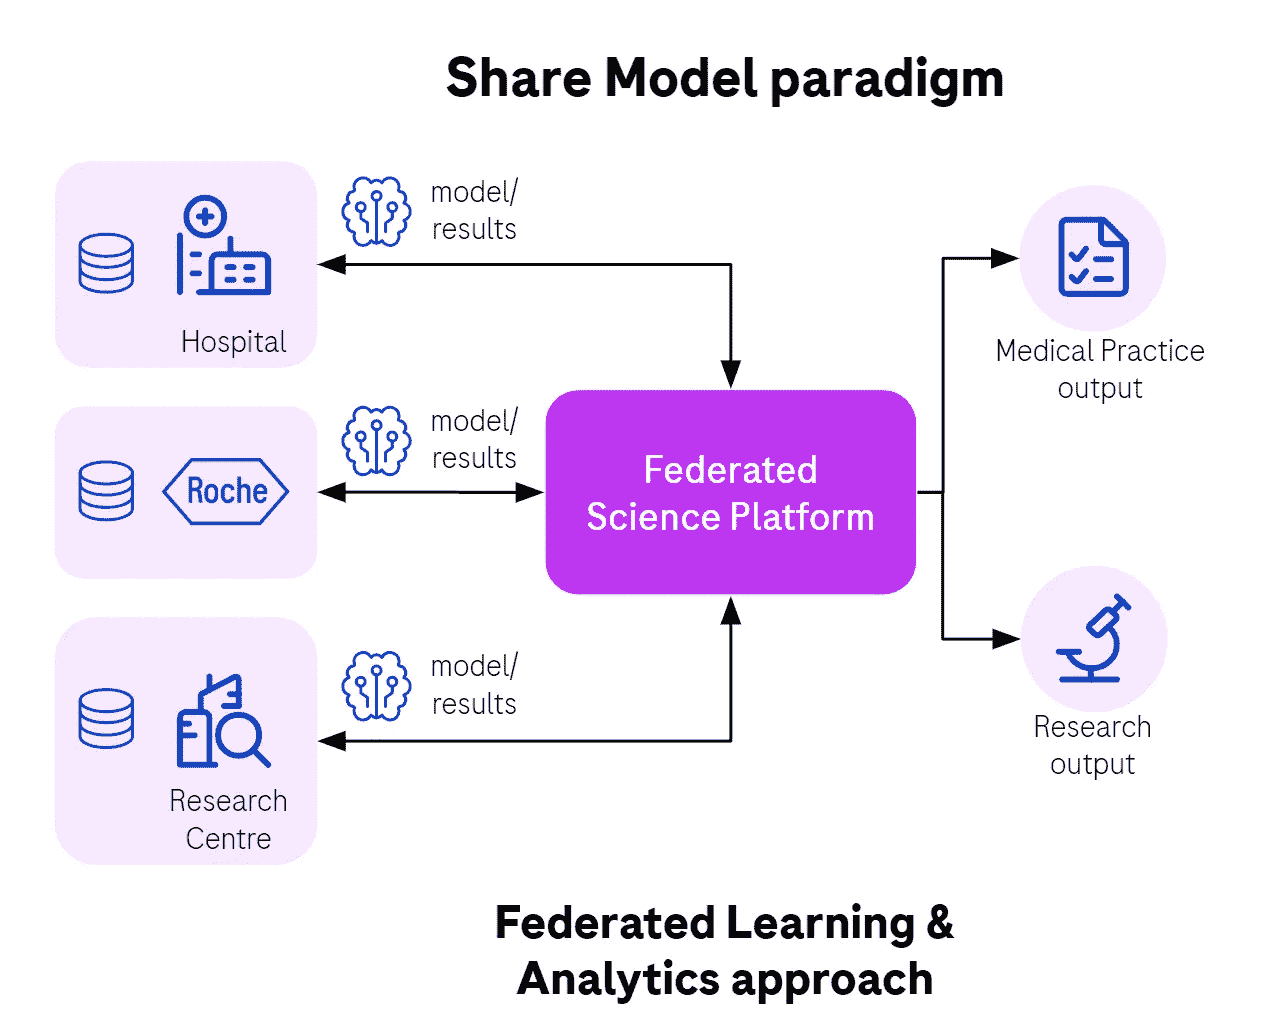 Share Model paradigm
model/
results
Hospital
Medical Practice
output
model/
results
Roche
Federated
Science Platform
model/
results
Research
Centre
Research
output
Federated Learning &
Analytics approach